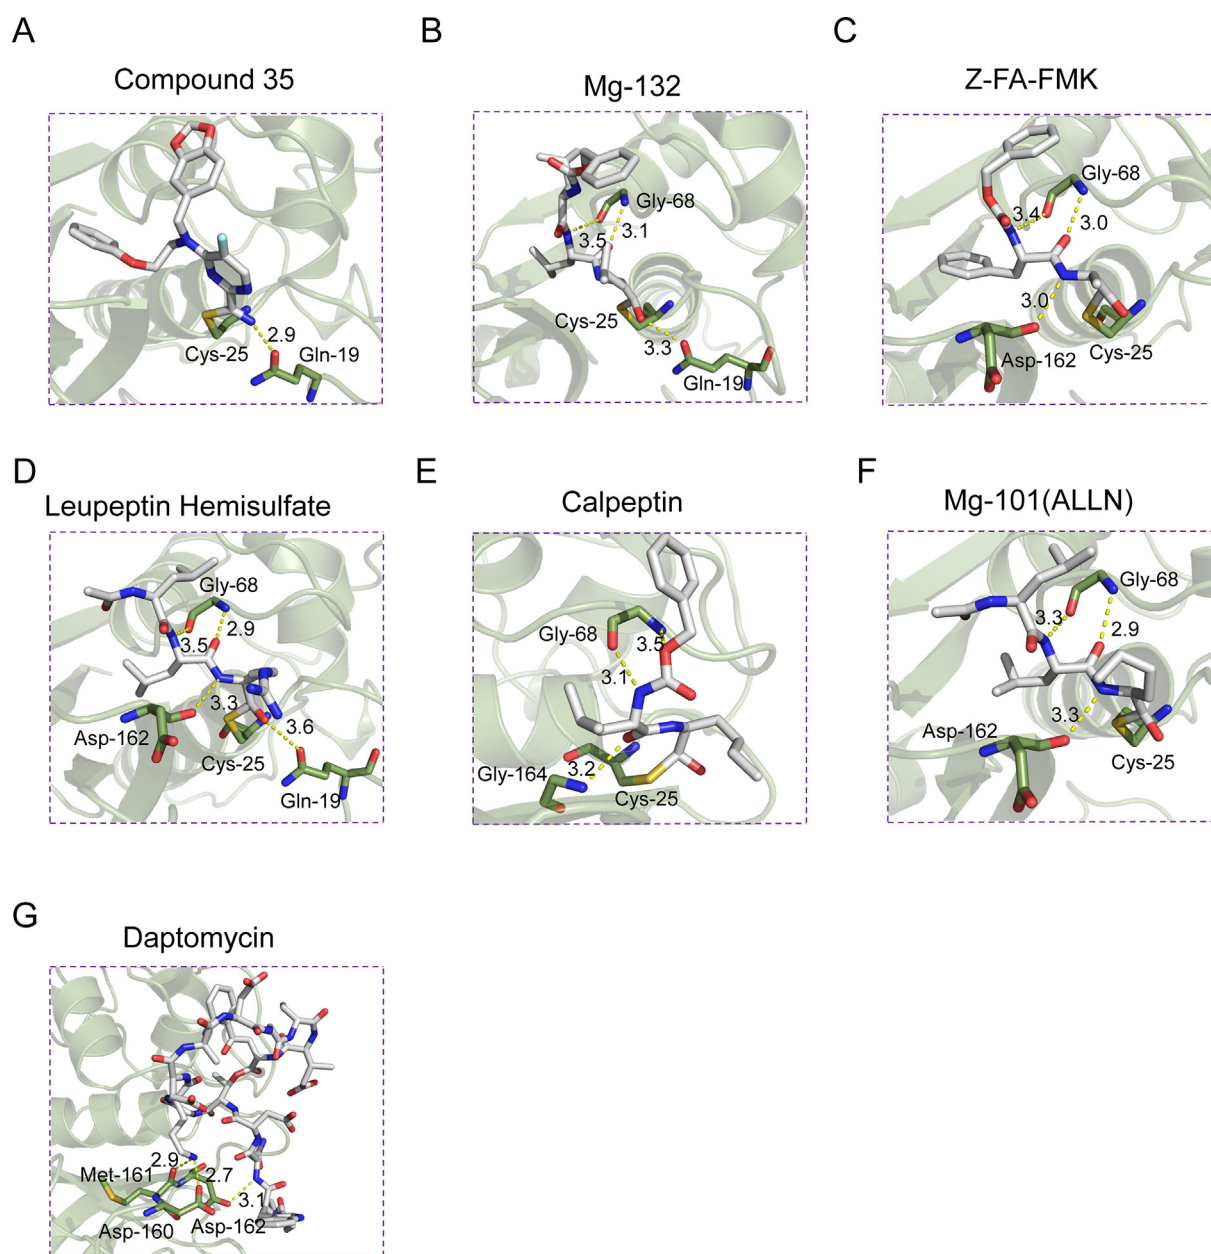 A
Compound 35
Cys-25
2.9
Gln-19
B
Mg-132
Gly-68
3.5
3.1
Cys-25
3.3
Gln-19
C
Z-FA-FMK
Gly-68
3.4
3.0
3.0
Asp-162
Cys-25
D
Leupeptin Hemisulfate
Gly-68
2.9
3.5
3.3
Asp-162
3.6
Cys-25
Gln-19
E
Calpeptin
Gly-68
3.5
3.1
Gly-164
3.2
Cys-25
F
Mg-101(ALLN)
Gly-68
3.3
2.9
3.3
Asp-162
Cys-25
G
Daptomycin
2.9
Met-161
2.7
3.1
Asp-160
Asp-162